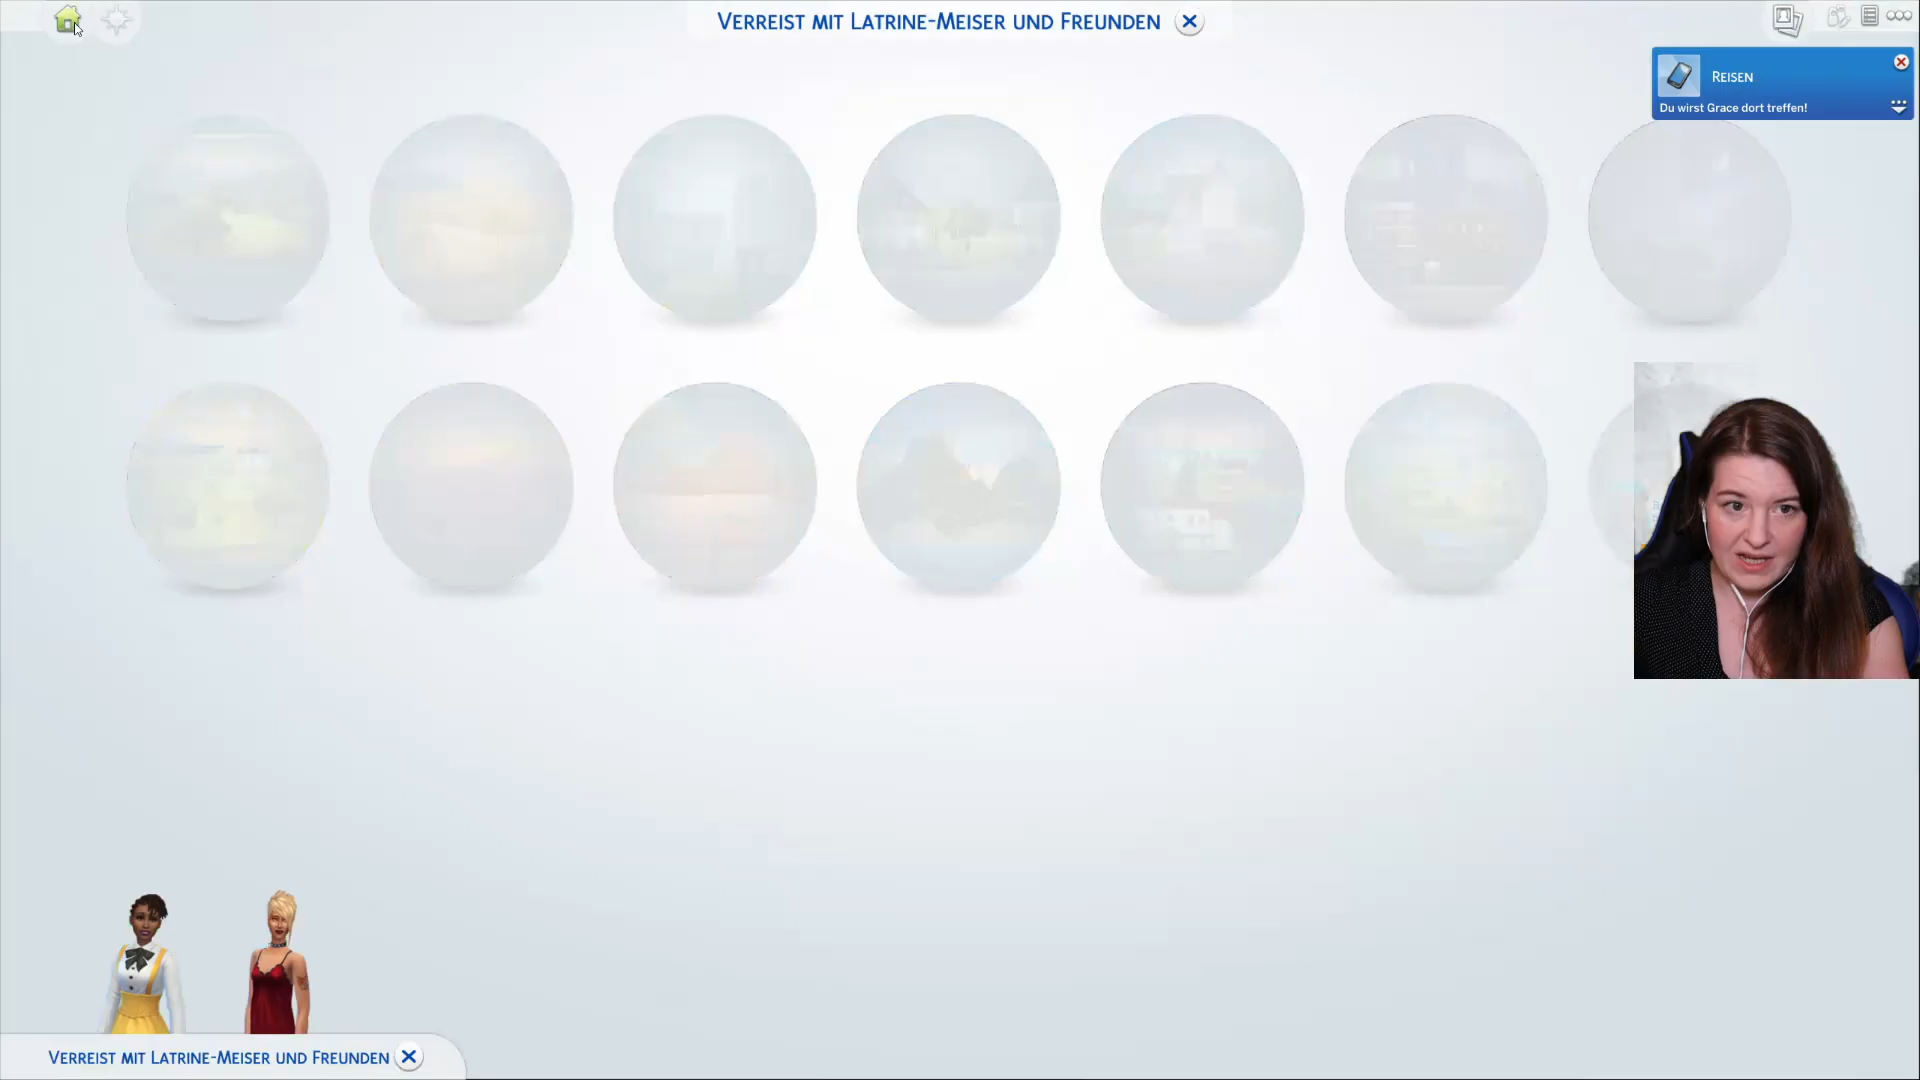 Verreist mit Latrine-Meiser und Freunden
Reisen
Du wirst Grace dort treffen!
Verreist mit Latrine-Meiser und Freunden